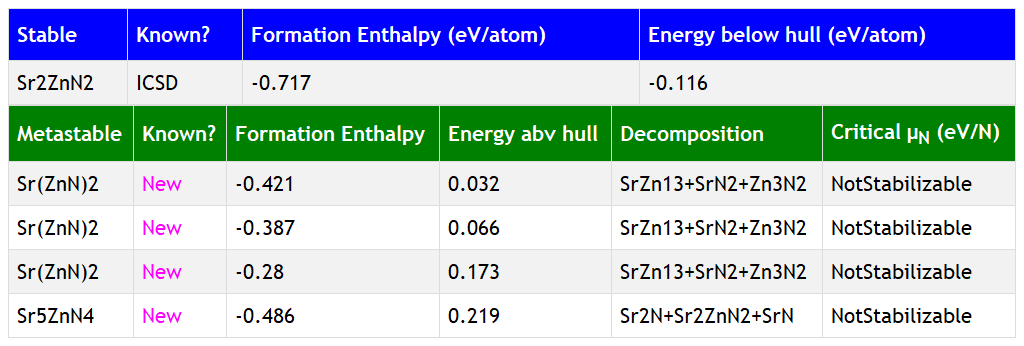 Stable Known? Formation Enthalpy (eV/atom) Energy below hull (eV/atom)
Sr2ZnN2 ICSD -0.717 -0.116
Metastable Known? Formation Enthalpy Energy abv hull Decomposition Critical μN (eV/N)
Sr(ZnN)2 New -0.421 0.032 SrZn13+SrN2+Zn3N2 NotStabilizable
Sr(ZnN)2 New -0.387 0.066 SrZn13+SrN2+Zn3N2 NotStabilizable
Sr(ZnN)2 New -0.28 0.173 SrZn13+SrN2+Zn3N2 NotStabilizable
Sr5ZnN4 New -0.486 0.219 Sr2N+Sr2ZnN2+SrN NotStabilizable